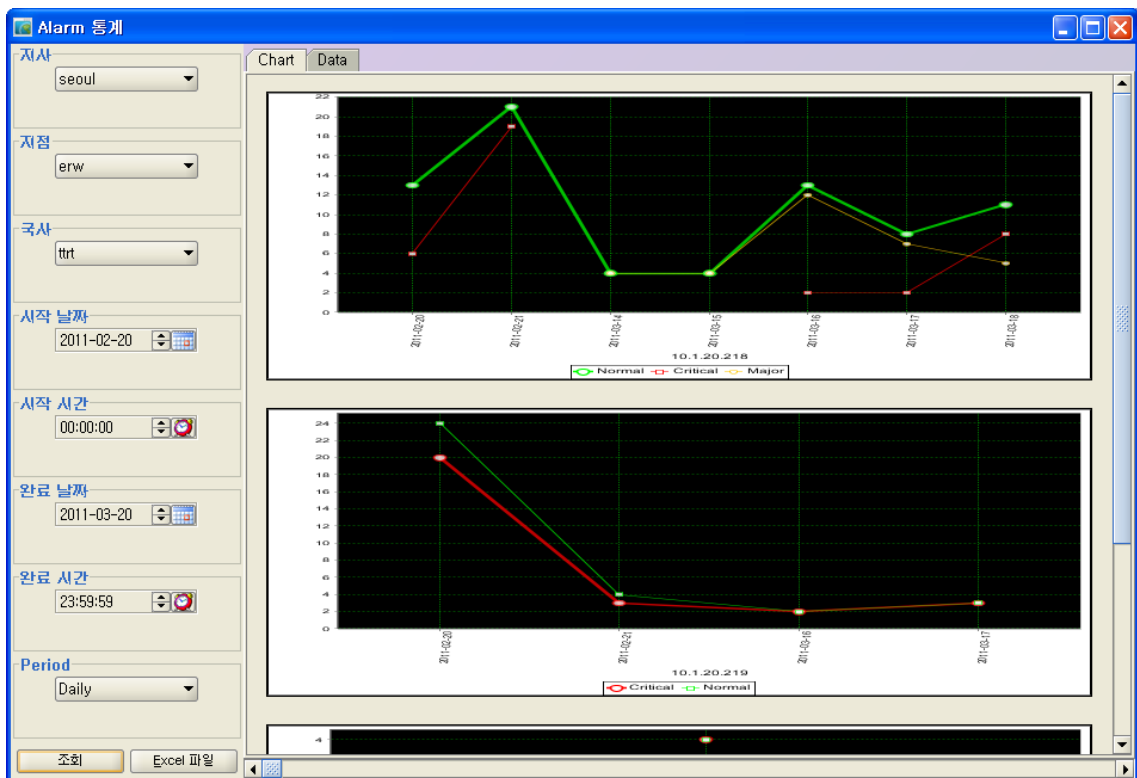 Alarm 통계
지사
seoul
지점
erw
국사
ttrt
시작 날짜
2011-02-20
시작 시간
00:00:00
완료 날짜
2011-03-20
완료 시간
23:59:59
Period
Daily
조회
Excel 파일
Chart
Data
22
20
18
16
14
12
10
8
6
4
2
0
2011-02-20
2011-02-21
2011-03-14
2011-03-15
2011-03-16
2011-03-17
2011-03-18
10.1.20.218
Normal Critical Major
24
22
20
18
16
14
12
10
8
6
4
2
0
2011-02-20
2011-02-21
2011-03-16
2011-03-17
10.1.20.219
Critical Normal
4